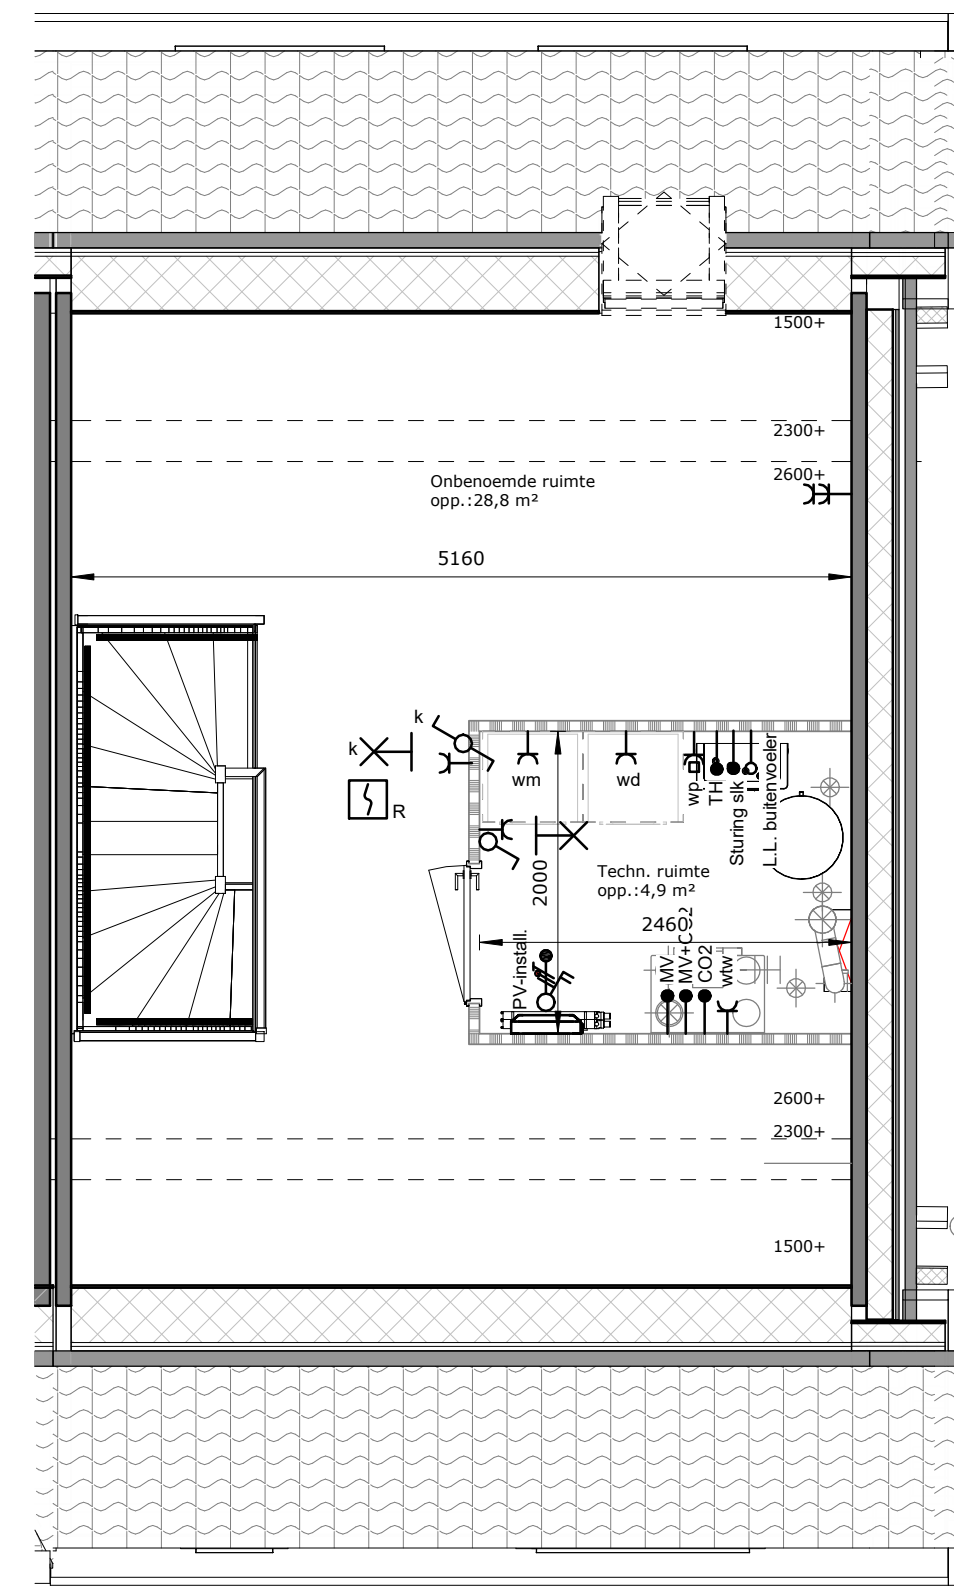 1500+
2300+
2600+
Onbenoemde ruimte
opp.:28,8 m²
5160
k
k
R
wm
wd
wp
TH
Sturing slk
L.L. buitenvoeler
2000
Techn. ruimte
opp.:4,9 m²
2460
PV-install.
MV
MV+CO2
CO2
wtw
2600+
2300+
1500+